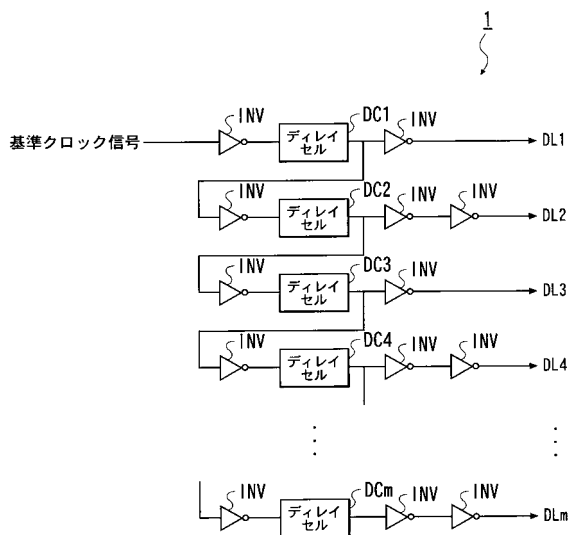 1
INV
DC1
INV
基準クロック信号
ディレイ
セル
DL1
INV
DC2
INV
INV
ディレイ
セル
DL2
INV
DC3
INV
ディレイ
セル
DL3
INV
DC4
INV
INV
ディレイ
セル
DL4
INV
DCm
INV
INV
ディレイ
セル
DLm